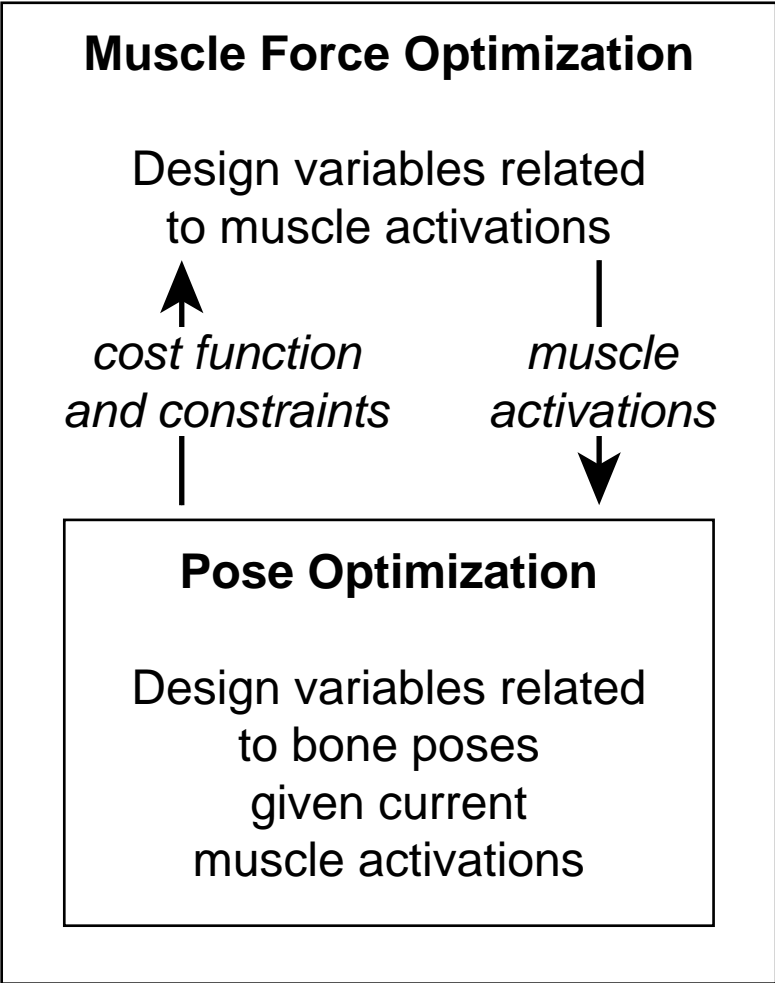 Muscle Force Optimization
Design variables related
to muscle activations
cost function
and constraints
muscle
activations
Pose Optimization
Design variables related
to bone poses
given current
muscle activations